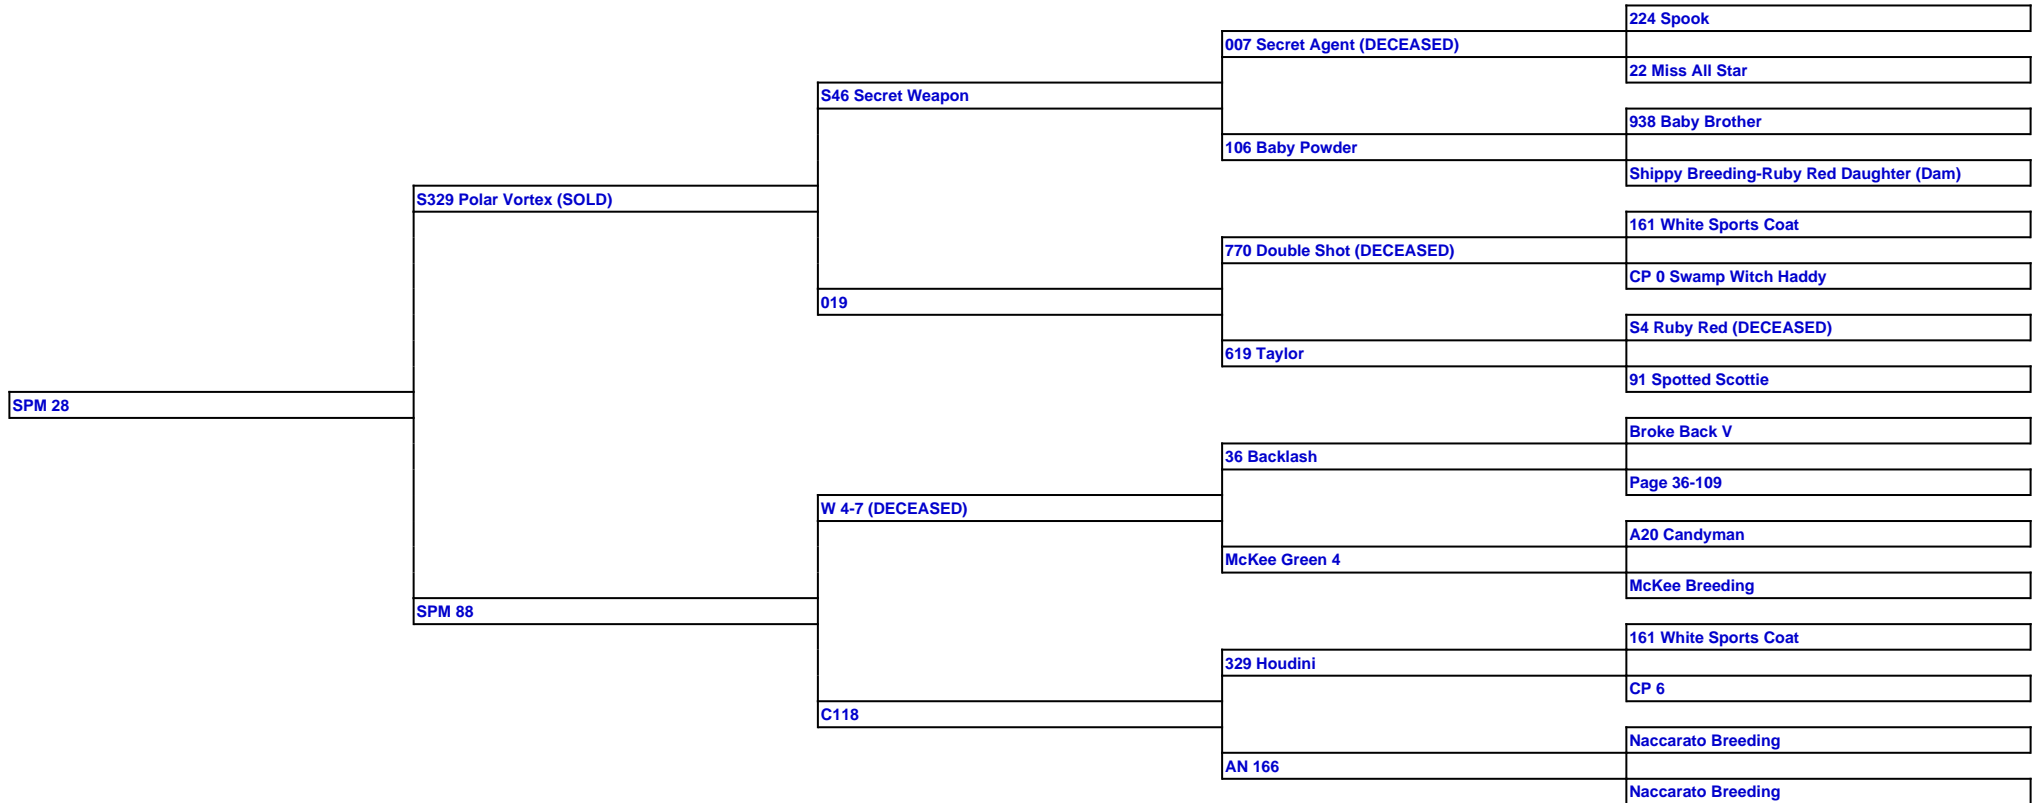 224 Spook
007 Secret Agent (DECEASED)
22 Miss All Star
S46 Secret Weapon
938 Baby Brother
106 Baby Powder
Shippy Breeding-Ruby Red Daughter (Dam)
S329 Polar Vortex (SOLD)
161 White Sports Coat
770 Double Shot (DECEASED)
CP 0 Swamp Witch Haddy
019
S4 Ruby Red (DECEASED)
619 Taylor
91 Spotted Scottie
SPM 28
Broke Back V
36 Backlash
Page 36-109
W 4-7 (DECEASED)
A20 Candyman
McKee Green 4
McKee Breeding
SPM 88
161 White Sports Coat
329 Houdini
CP 6
C118
Naccarato Breeding
AN 166
Naccarato Breeding